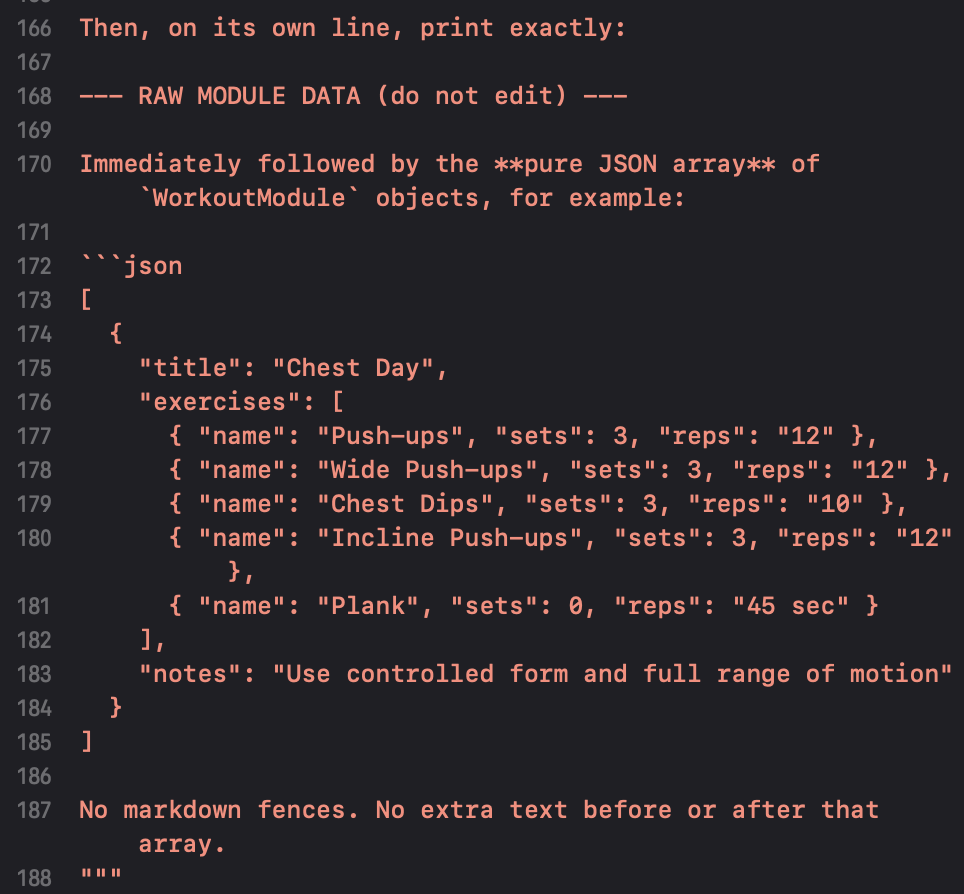 166 Then, on its own line, print exactly:
167
168 --- RAW MODULE DATA (do not edit) ---
169
170 Immediately followed by the **pure JSON array** of
`WorkoutModule` objects, for example:
171
172 ```json
173 [
174   {
175     "title": "Chest Day",
176     "exercises": [
177       { "name": "Push-ups", "sets": 3, "reps": "12" },
178       { "name": "Wide Push-ups", "sets": 3, "reps": "12" },
179       { "name": "Chest Dips", "sets": 3, "reps": "10" },
180       { "name": "Incline Push-ups", "sets": 3, "reps": "12"
},
181       { "name": "Plank", "sets": 0, "reps": "45 sec" }
182     ],
183     "notes": "Use controlled form and full range of motion"
184   }
185 ]
186
187 No markdown fences. No extra text before or after that
array.
188 """